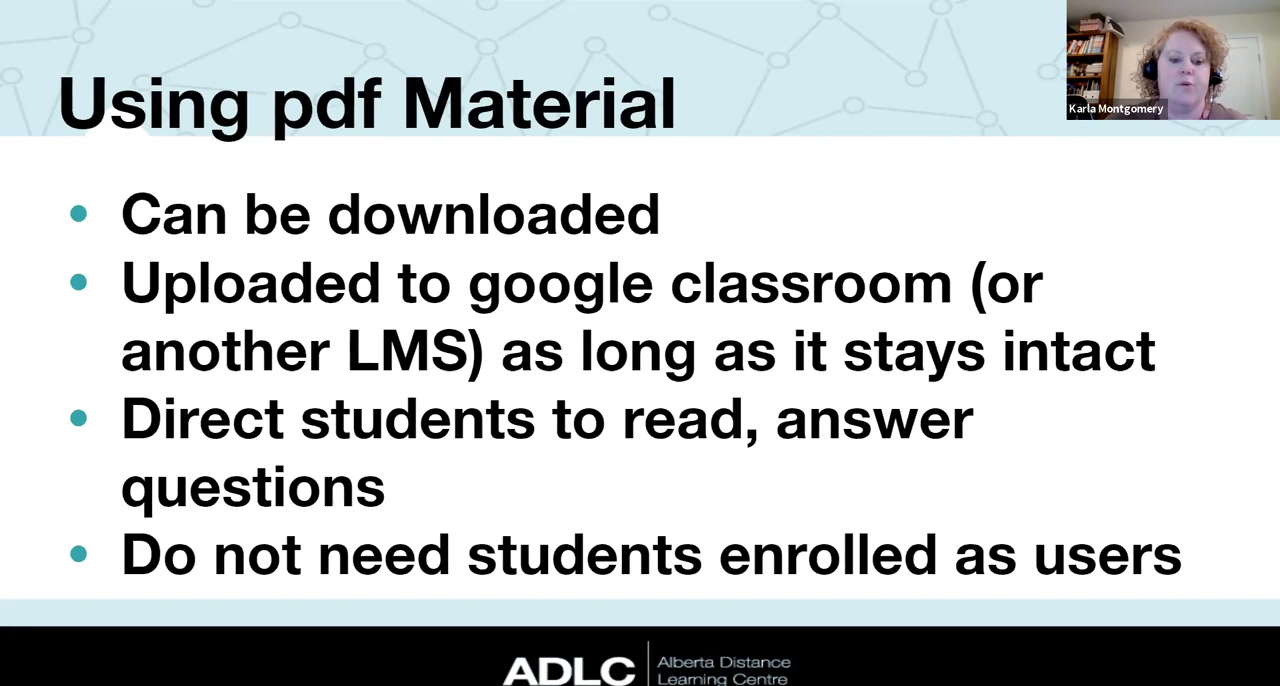 Using pdf Material
Karla Montgomery
• Can be downloaded
• Uploaded to google classroom (or
another LMS) as long as it stays intact
• Direct students to read, answer
questions
• Do not need students enrolled as users
ADLC
Alberta Distance
Learning Centre